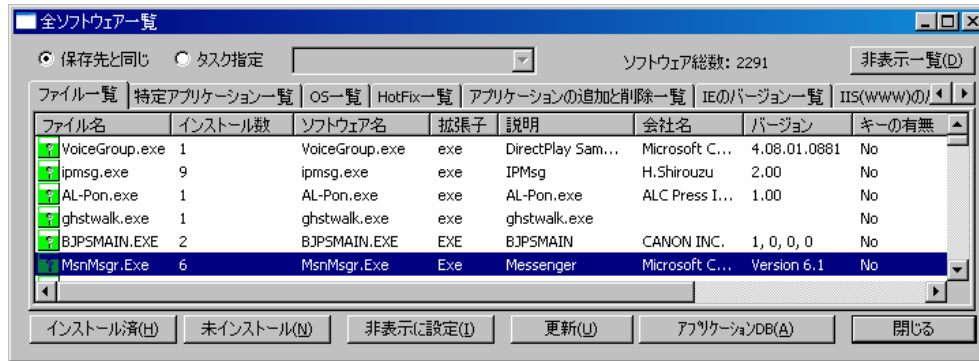 全ソフトウェア一覧
保存先と同じ タスク指定 ソフトウェア総数: 2291 非表示一覧(D)
ファイル一覧 特定アプリケーション一覧 OS一覧 HotFix一覧 アプリケーションの追加と削除一覧 IEのバージョン一覧 IIS(WWW)の
ファイル名 インストール数 ソフトウェア名 拡張子 説明 会社名 バージョン キーの有無
VoiceGroup.exe 1 VoiceGroup.exe exe DirectPlay Sam... Microsoft C... 4.08.01.0881 No
ipmsg.exe 9 ipmsg.exe exe IPMsg H.Shirouzu 2.00 No
AL-Pon.exe 1 AL-Pon.exe exe AL-Pon.exe ALC Press I... 1.00 No
ghstwalk.exe 1 ghstwalk.exe exe ghstwalk.exe No
BJPSMAIN.EXE 2 BJPSMAIN.EXE EXE BJPSMAIN CANON INC. 1, 0, 0, 0 No
MsnMsgr.Exe 6 MsnMsgr.Exe Exe Messenger Microsoft C... Version 6.1 No
インストール済(H) 未インストール(N) 非表示に設定(I) 更新(U) アプリケーションDB(A) 閉じる